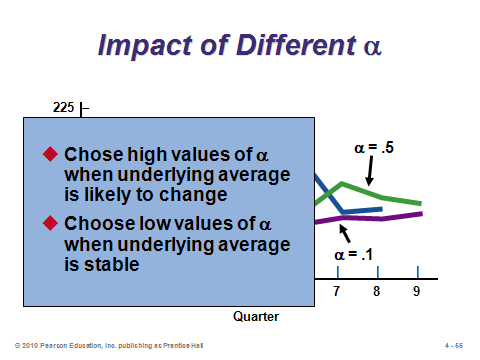 Impact of Different α
225
◆ Chose high values of α
when underlying average
is likely to change
◆ Choose low values of α
when underlying average
is stable
α = .5
α = .1
7 8 9
Quarter
© 2010 Pearson Education, Inc. publishing as Prentice Hall
4 - 55